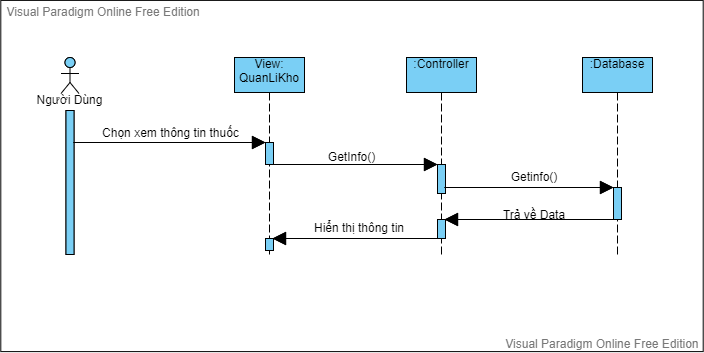 Visual Paradigm Online Free Edition
Người Dùng
View:
QuanLiKho
:Controller
:Database
Chọn xem thông tin thuốc
GetInfo()
Getinfo()
Trả về Data
Hiển thị thông tin
Visual Paradigm Online Free Edition